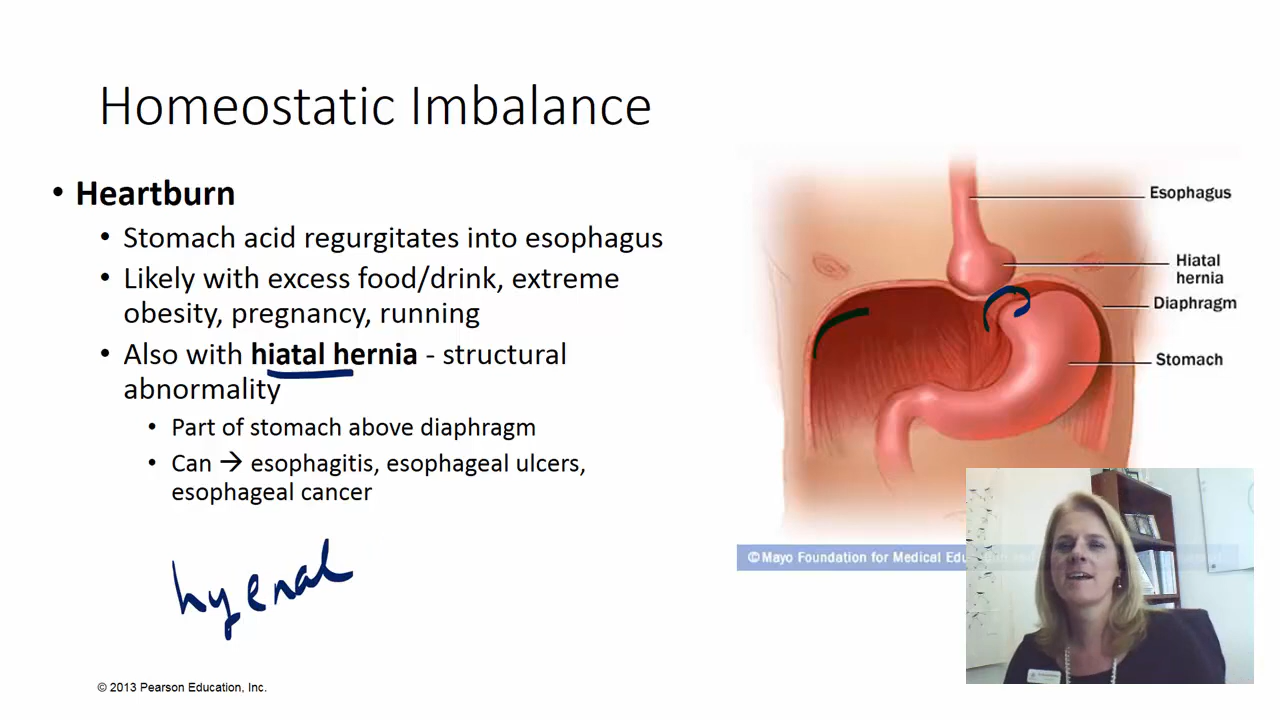 Homeostatic Imbalance
• Heartburn
• Stomach acid regurgitates into esophagus
• Likely with excess food/drink, extreme
obesity, pregnancy, running
• Also with hiatal hernia - structural
abnormality
• Part of stomach above diaphragm
• Can → esophagitis, esophageal ulcers,
esophageal cancer
hyenal
© 2013 Pearson Education, Inc.
Esophagus
Hiatal
hernia
Diaphragm
Stomach
© Mayo Foundation for Medical